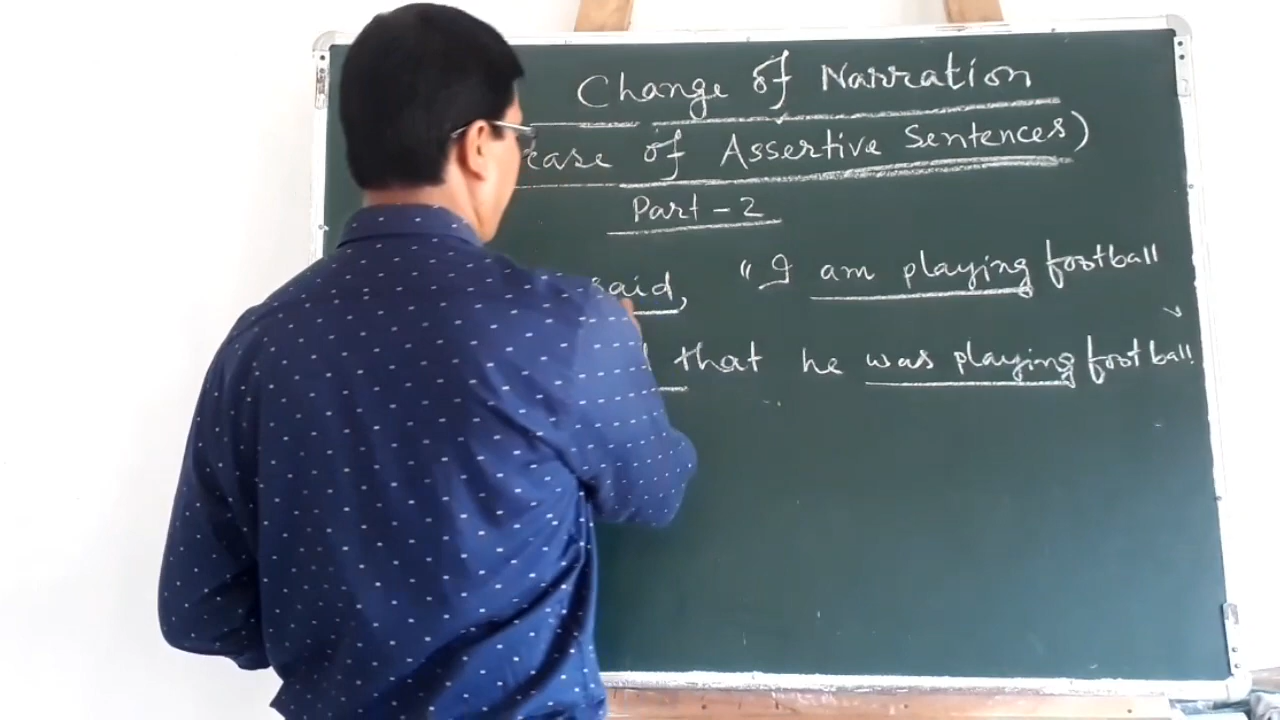 Change of Narration
case of Assertive Sentences)
Part - 2
said, "I am playing football
that he was playing football.